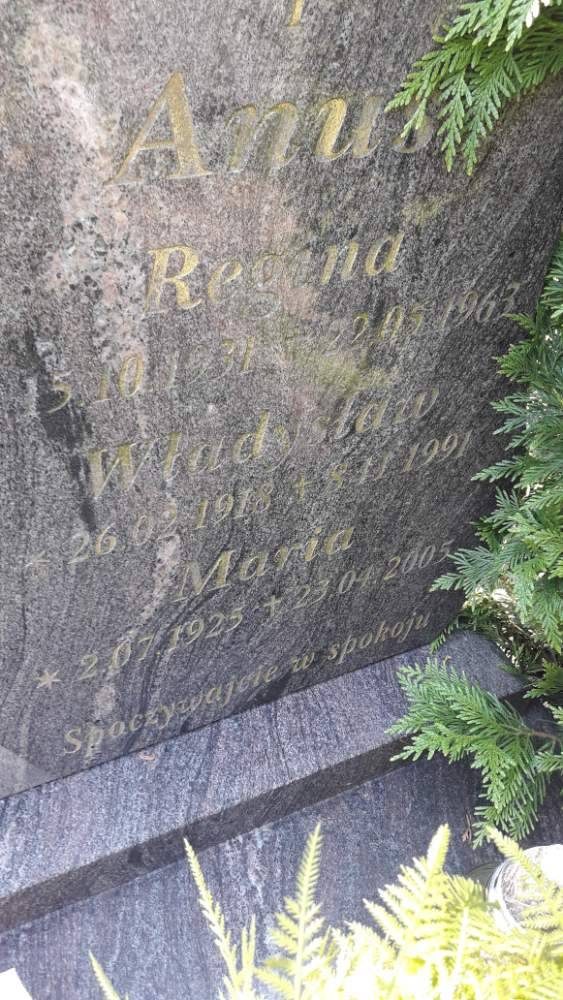 Anus
Regina
5.10.1931 + 22.05.1963
Władysław
* 26.02.1918 + 8.11.1991
Maria
* 2.07.1925 + 23.04.2005
Spoczywajcie w spokoju